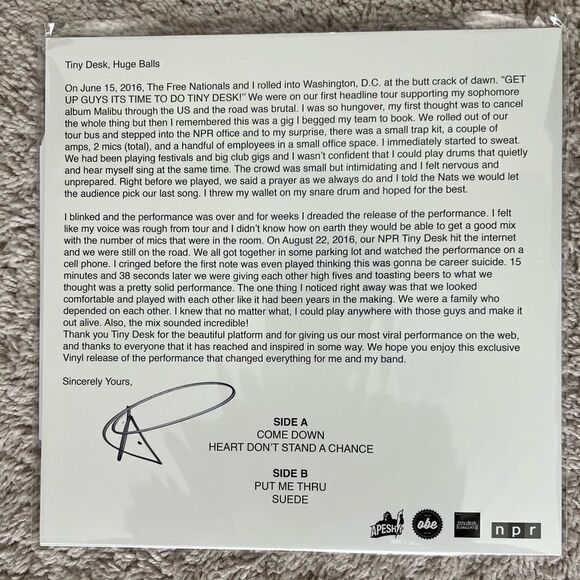 Tiny Desk, Huge Balls
On June 15, 2016, The Free Nationals and I rolled into Washington, D.C. at the butt crack of dawn. "GET
UP GUYS ITS TIME TO DO TINY DESK!" We were on our first headline tour supporting my sophomore
album Malibu through the US and the road was brutal. I was so hungover, my first thought was to cancel
the whole thing but then I remembered this was a gig I begged my team to book. We rolled out of our
tour bus and stepped into the NPR office and to my surprise, there was a small trap kit, a couple of
amps, 2 mics (total), and a handful of employees in a small office space. I immediately started to sweat.
We had been playing festivals and big club gigs and I wasn't confident that I could play drums that quietly
and hear myself sing at the same time. The crowd was small but intimidating and I felt nervous and
unprepared. Right before we played, we said a prayer as we always do and I told the Nats we would let
the audience pick our last song. I threw my wallet on my snare drum and hoped for the best.
I blinked and the performance was over and for weeks I dreaded the release of the performance. I felt
like my voice was rough from tour and I didn't know how on earth they would be able to get a good mix
with the number of mics that were in the room. On August 22, 2016, our NPR Tiny Desk hit the internet
and we were still on the road. We all got together in some parking lot and watched the performance on a
cell phone. I cringed before the first note was even played thinking this was gonna be career suicide. 15
minutes and 38 seconds later we were giving each other high fives and toasting beers to what we
thought was a pretty solid performance. The one thing I noticed right away was that we looked
comfortable and played with each other like it had been years in the making. We were a family who
depended on each other. I knew that no matter what, I could play anywhere with those guys and make it
out alive. Also, the mix sounded incredible!
Thank you Tiny Desk for the beautiful platform and for giving us our most viral performance on the web,
and thanks to everyone that it has reached and inspired in some way. We hope you enjoy this exclusive
Vinyl release of the performance that changed everything for me and my band.
Sincerely Yours,
SIDE A
COME DOWN
HEART DON'T STAND A CHANCE
SIDE B
PUT ME THRU
SUEDE
obe
tiny desk
CONCERTS
npr